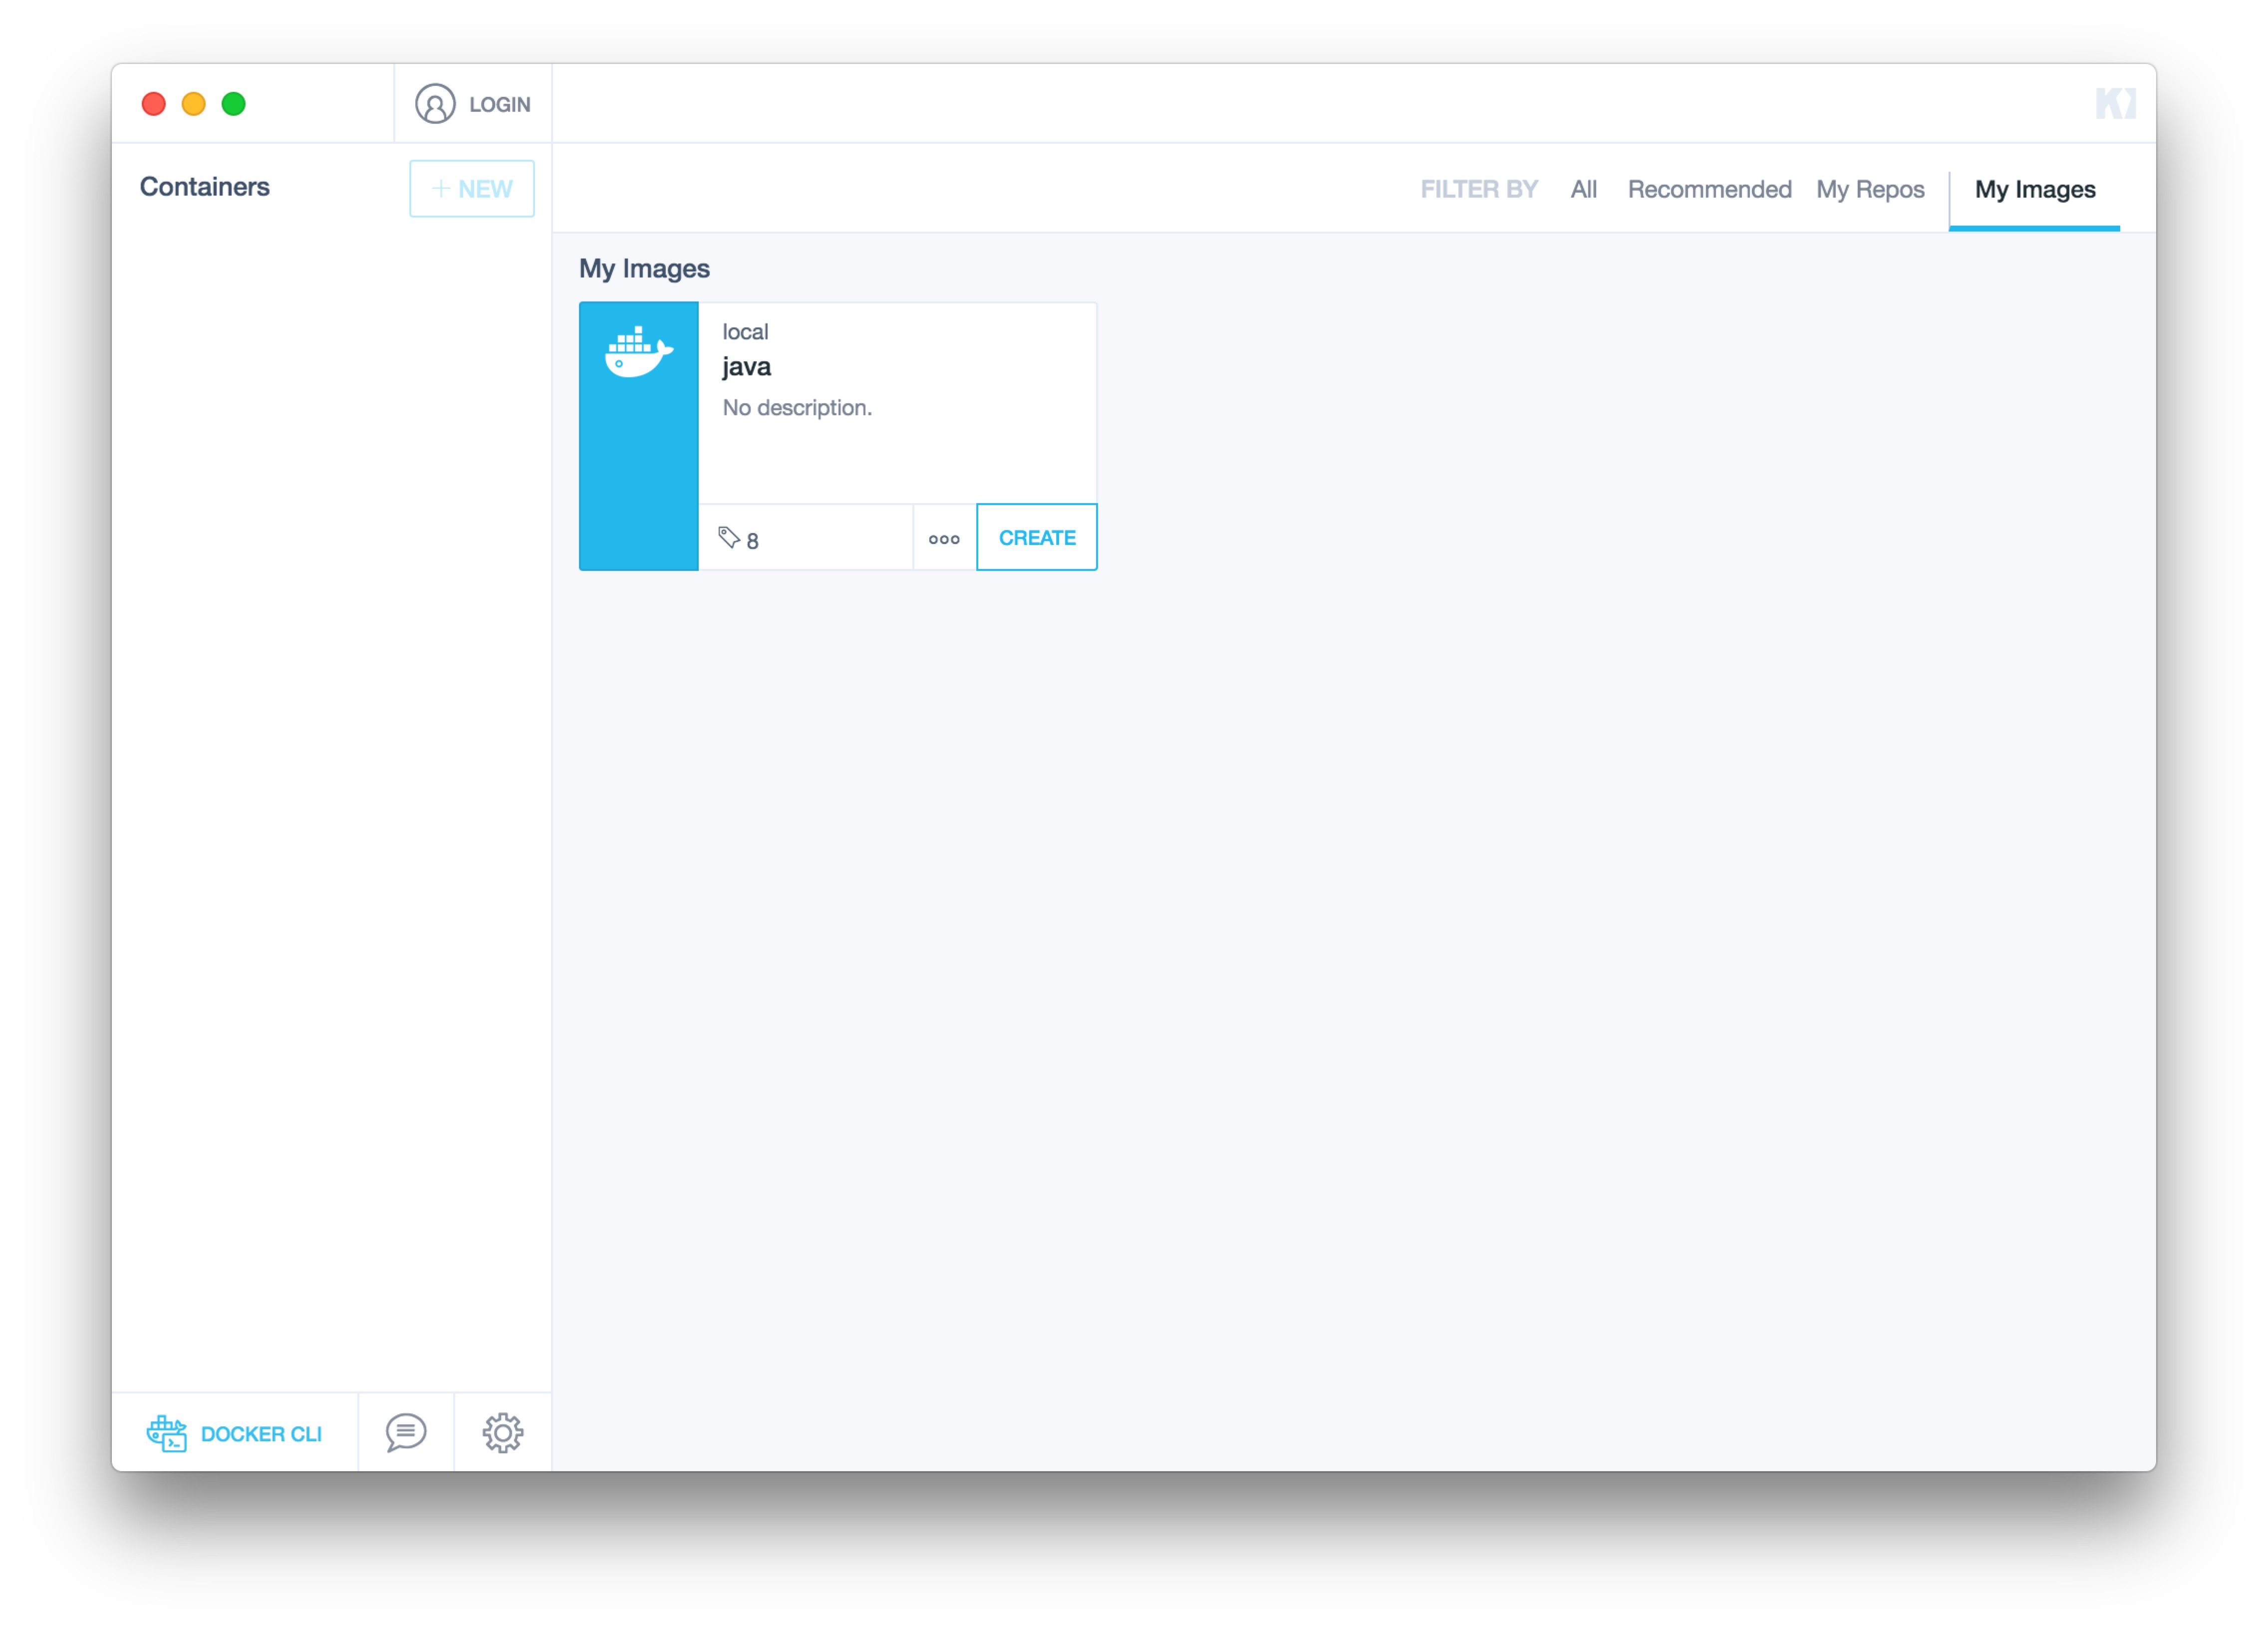 LOGIN
Containers
+ NEW
FILTER BY All Recommended My Repos My Images
My Images
local
java
No description.
8
CREATE
DOCKER CLI